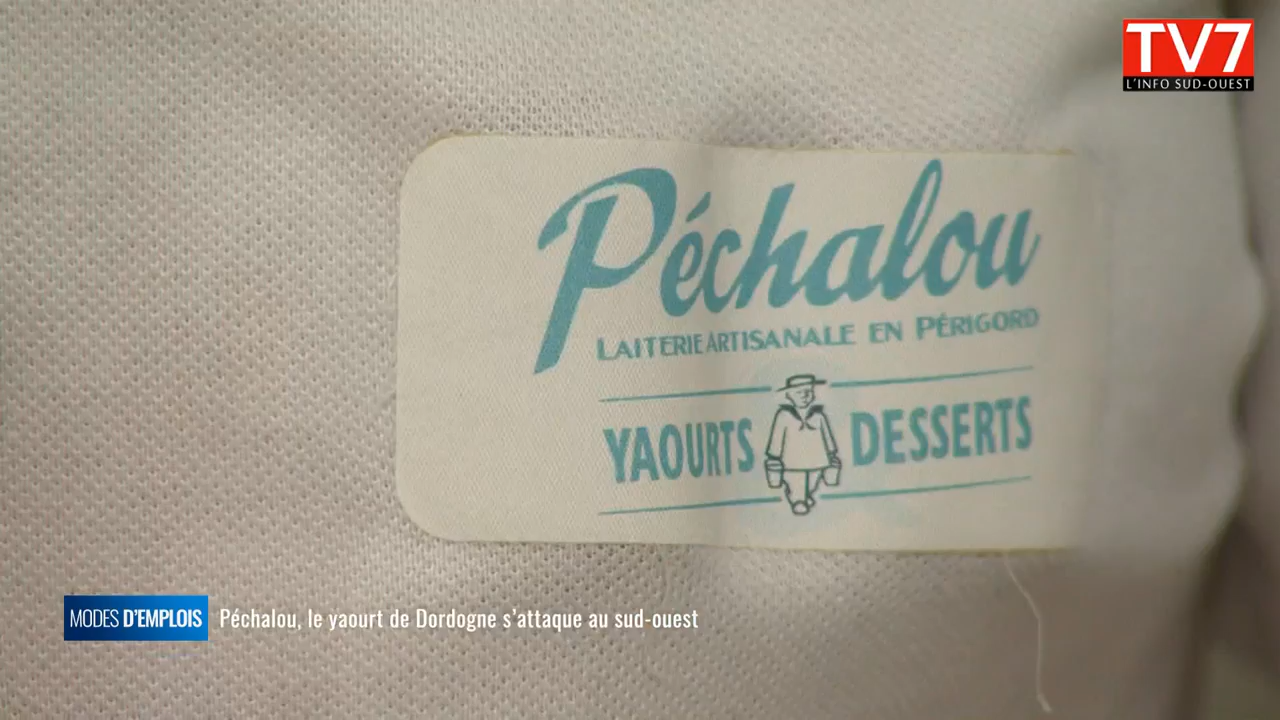 TV7
L'INFO SUD-OUEST
Péchalou
LAITERIE ARTISANALE EN PÉRIGORD
YAOURTS DESSERTS
MODES D'EMPLOIS Péchalou, le yaourt de Dordogne s'attaque au sud-ouest